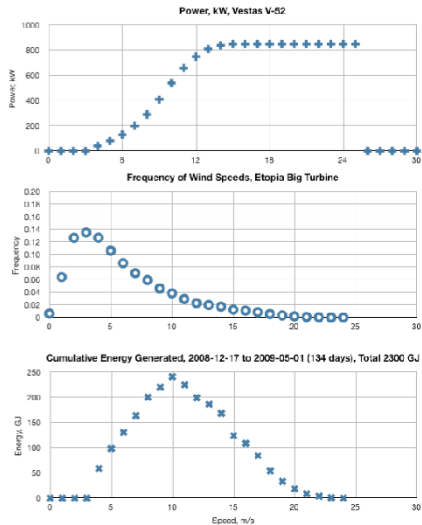 Power, kW, Vestas V-52
1000
800
600
400
200
0
Power, kW
0 6 12 18 24 30
Frequency of Wind Speeds, Etopia Big Turbine
0.20
0.18
0.16
0.14
0.12
0.10
0.08
0.06
0.04
0.02
0
Frequency
0 5 10 15 20 25 30
Cumulative Energy Generated, 2008-12-17 to 2009-05-01 (134 days), Total 2300 GJ
250
200
150
100
50
0
Energy, GJ
0 5 10 15 20 25 30
Speed, m/s